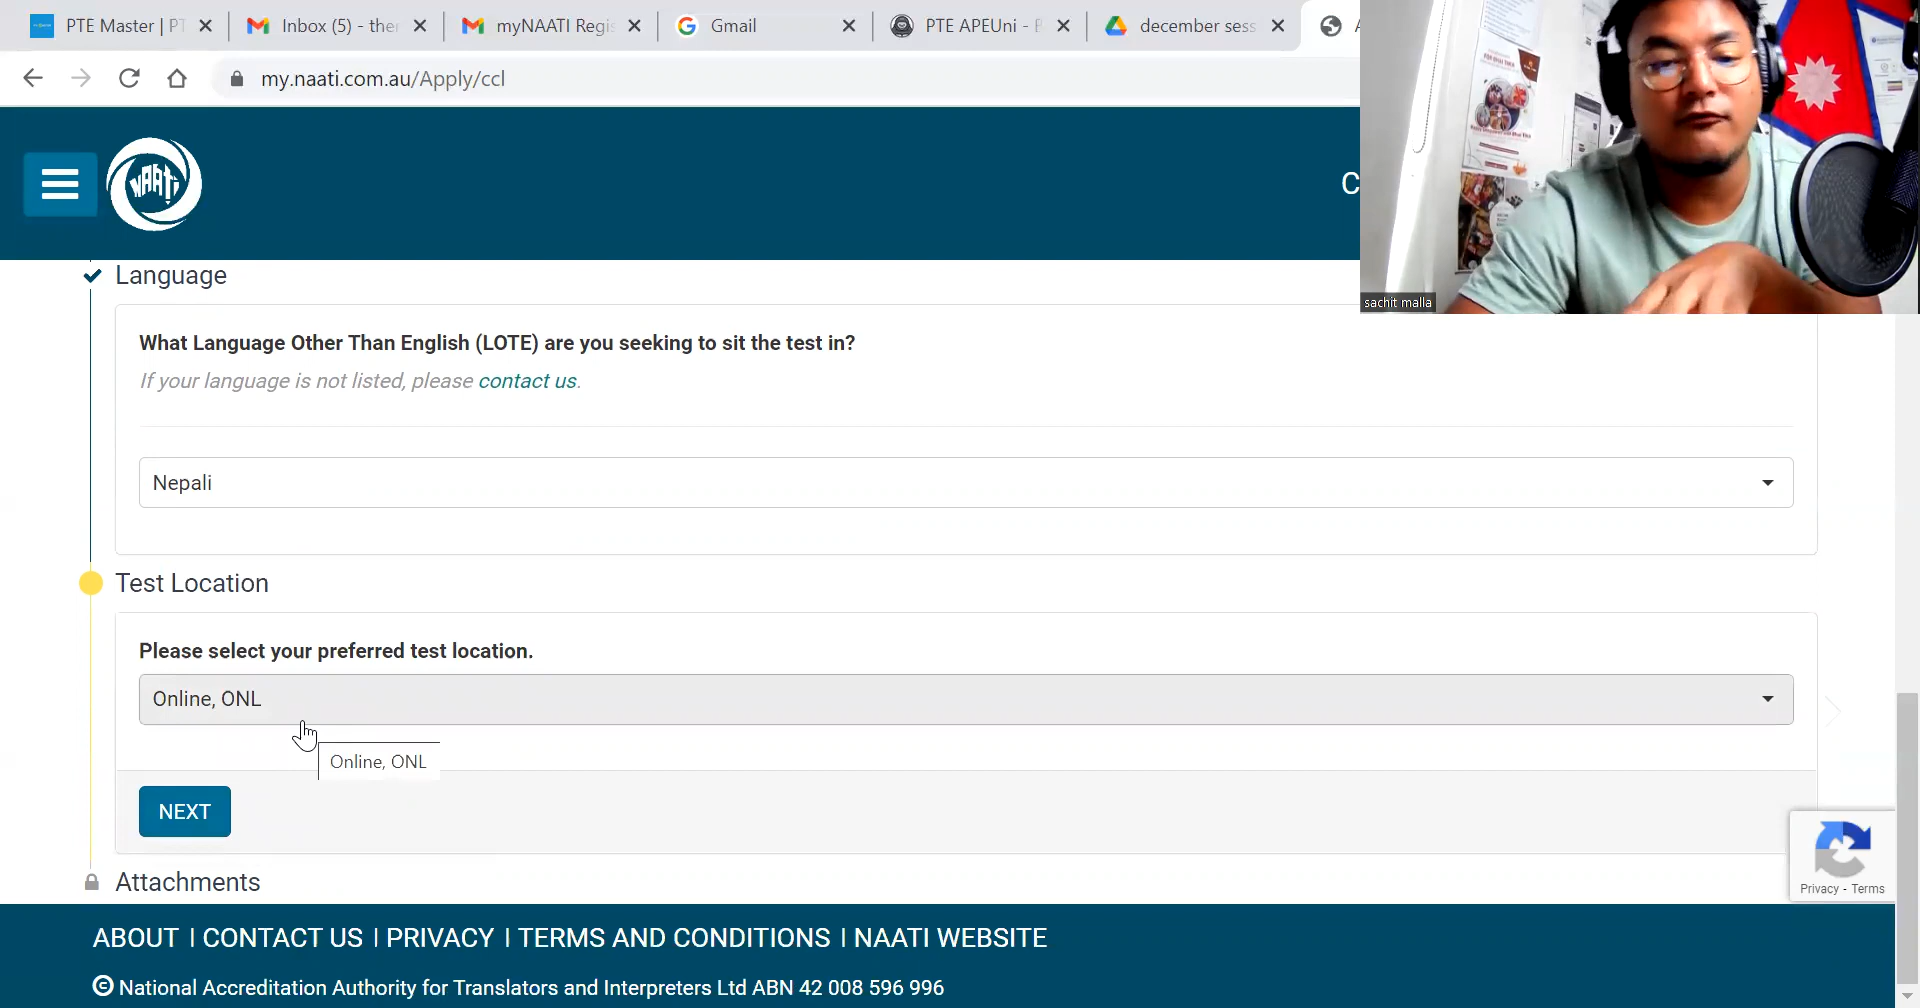 PTE Master | PT
Inbox (5) - ther
myNAATI Regis
Gmail
PTE APEUni - P
december sess
my.naati.com.au/Apply/ccl
NAATI
C
sachit malla
Language
What Language Other Than English (LOTE) are you seeking to sit the test in?
If your language is not listed, please contact us.
Nepali
Test Location
Please select your preferred test location.
Online, ONL
Online, ONL
NEXT
Privacy - Terms
Attachments
ABOUT | CONTACT US | PRIVACY | TERMS AND CONDITIONS | NAATI WEBSITE
© National Accreditation Authority for Translators and Interpreters Ltd ABN 42 008 596 996